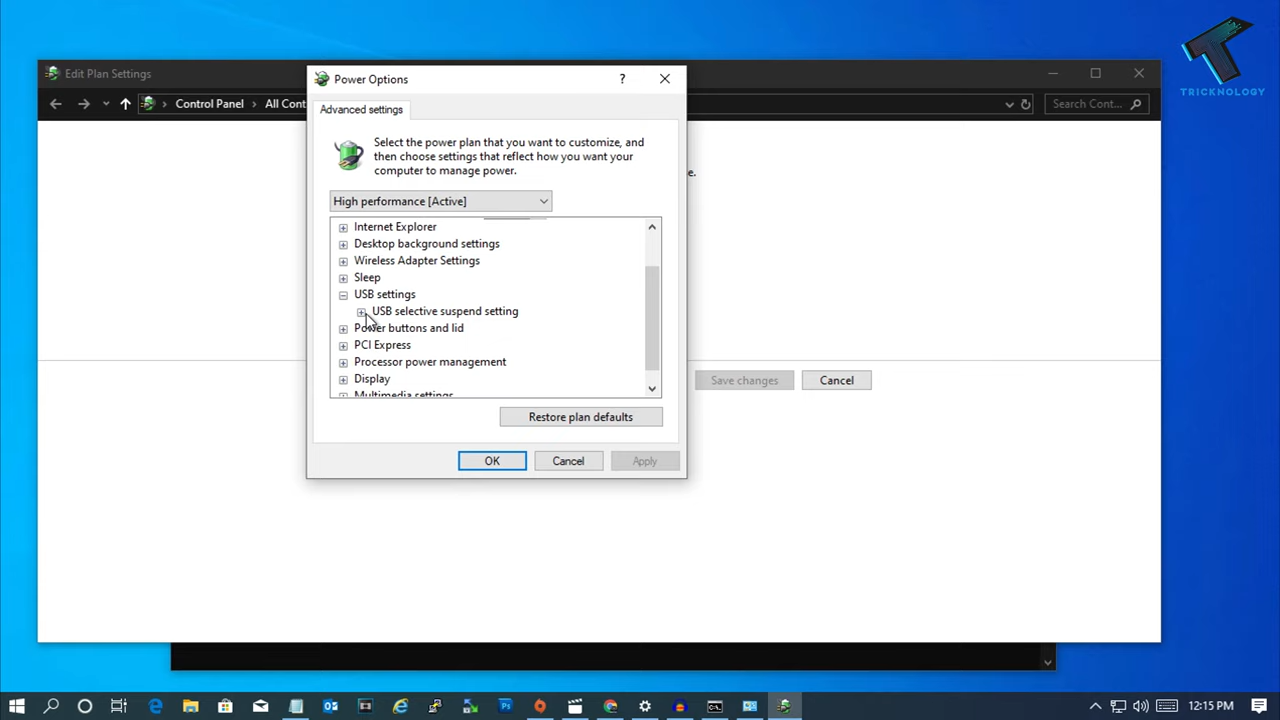 Edit Plan Settings
Power Options
?
TRICKNOLOGY
Control Panel
All Cont
Search Cont...
Advanced settings
Select the power plan that you want to customize, and
then choose settings that reflect how you want your
computer to manage power.
e.
High performance [Active]
Internet Explorer
Desktop background settings
Wireless Adapter Settings
Sleep
USB settings
USB selective suspend setting
Power buttons and lid
PCI Express
Processor power management
Display
Multimedia settings
Save changes
Cancel
Restore plan defaults
OK
Cancel
Apply
Ps
12:15 PM